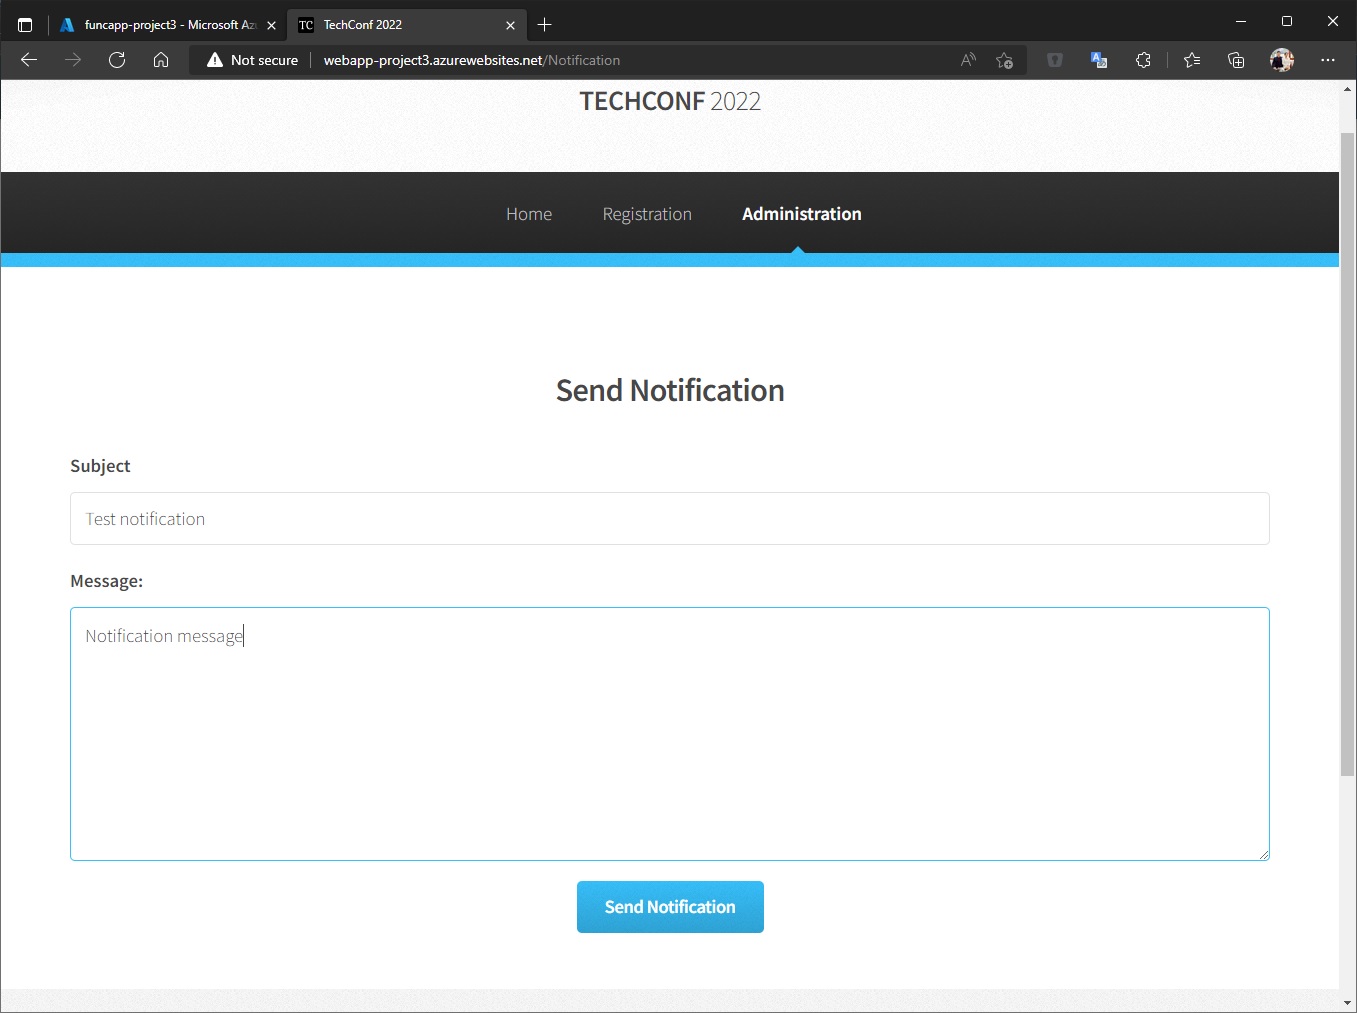 funcapp-project3 - Microsoft Az
TechConf 2022
Not secure
webapp-project3.azurewebsites.net/Notification
TECHCONF 2022
Home
Registration
Administration
Send Notification
Subject
Test notification
Message:
Notification message
Send Notification